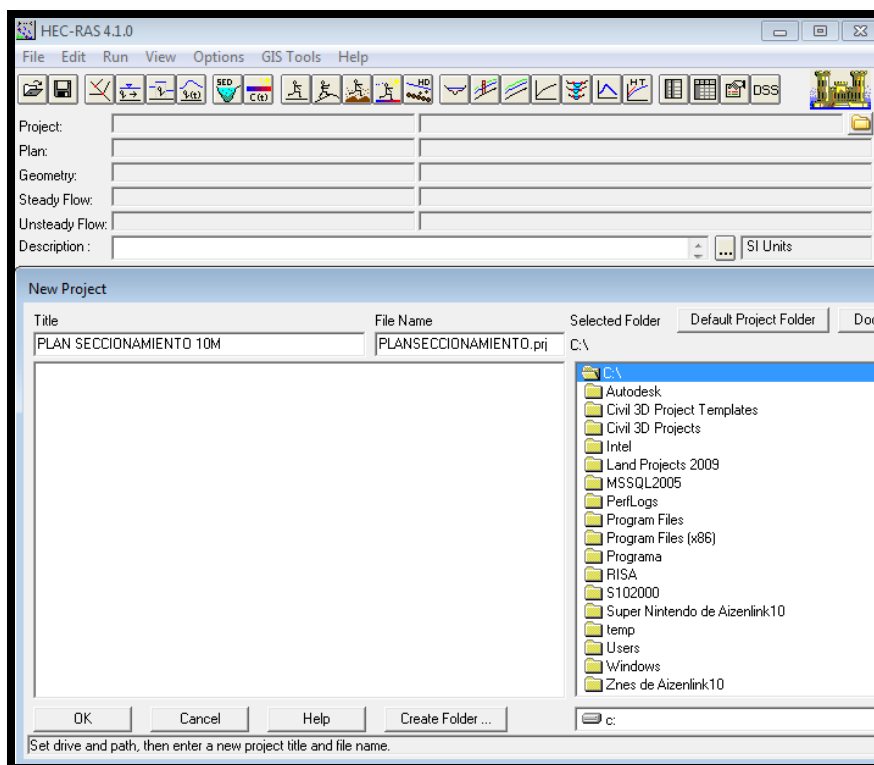 HEC-RAS 4.1.0
File Edit Run View Options GIS Tools Help
SED C(t) HD HT DSS
Project:
Plan:
Geometry:
Steady Flow:
Unsteady Flow:
Description : ... SI Units
New Project
Title File Name Selected Folder Default Project Folder Doc
PLAN SECCIONAMIENTO 10M PLANSECCIONAMIENTO.prj C:\
C:\
Autodesk
Civil 3D Project Templates
Civil 3D Projects
Intel
Land Projects 2009
MSSQL2005
PerfLogs
Program Files
Program Files (x86)
Programa
RISA
S102000
Super Nintendo de Aizenlink10
temp
Users
Windows
Znes de Aizenlink10
OK Cancel Help Create Folder ... c:
Set drive and path, then enter a new project title and file name.